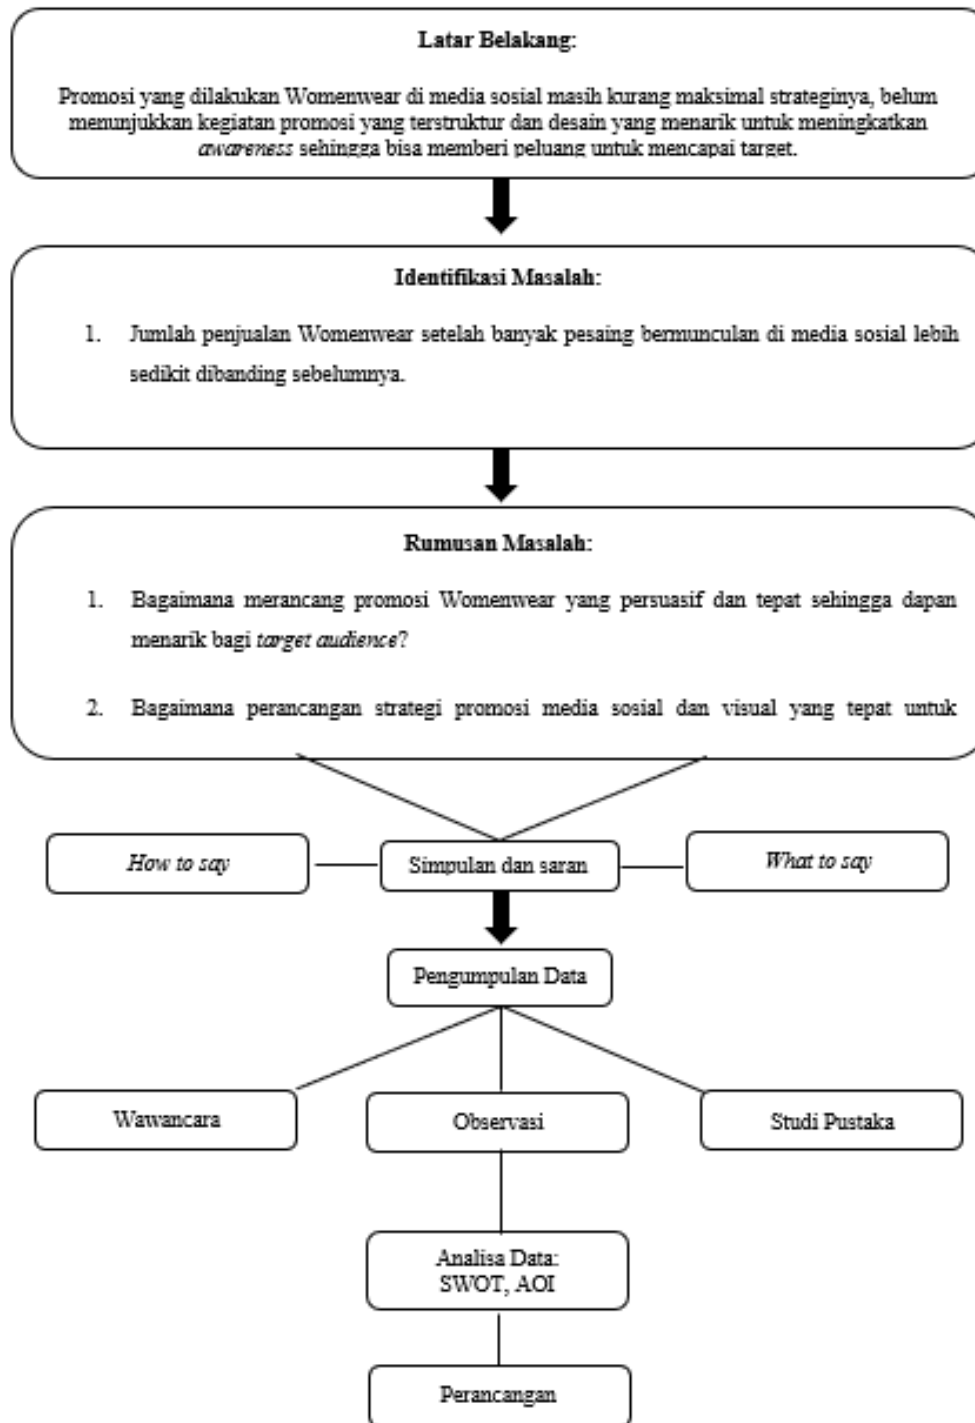 Latar Belakang:
Promosi yang dilakukan Womenwear di media sosial masih kurang maksimal strateginya, belum
menunjukkan kegiatan promosi yang terstruktur dan desain yang menarik untuk meningkatkan
awareness sehingga bisa memberi peluang untuk mencapai target.
Identifikasi Masalah:
1. Jumlah penjualan Womenwear setelah banyak pesaing bermunculan di media sosial lebih
sedikit dibanding sebelumnya.
Rumusan Masalah:
1. Bagaimana merancang promosi Womenwear yang persuasif dan tepat sehingga dapan
menarik bagi target audience?
2. Bagaimana perancangan strategi promosi media sosial dan visual yang tepat untuk
How to say
Simpulan dan saran
What to say
Pengumpulan Data
Wawancara
Observasi
Studi Pustaka
Analisa Data:
SWOT, AOI
Perancangan